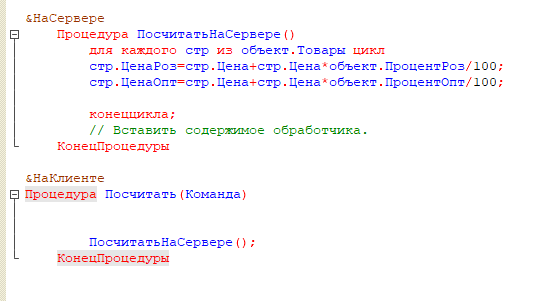 &НаСервере
Процедура ПосчитатьНаСервере()
для каждого стр из объект.Товары цикл
стр.ЦенаРоз=стр.Цена+стр.Цена*объект.ПроцентРоз/100;
стр.ЦенаОпт=стр.Цена+стр.Цена*объект.ПроцентОпт/100;
конеццикла;
// Вставить содержимое обработчика.
КонецПроцедуры
&НаКлиенте
Процедура Посчитать(Команда)
ПосчитатьНаСервере();
КонецПроцедуры